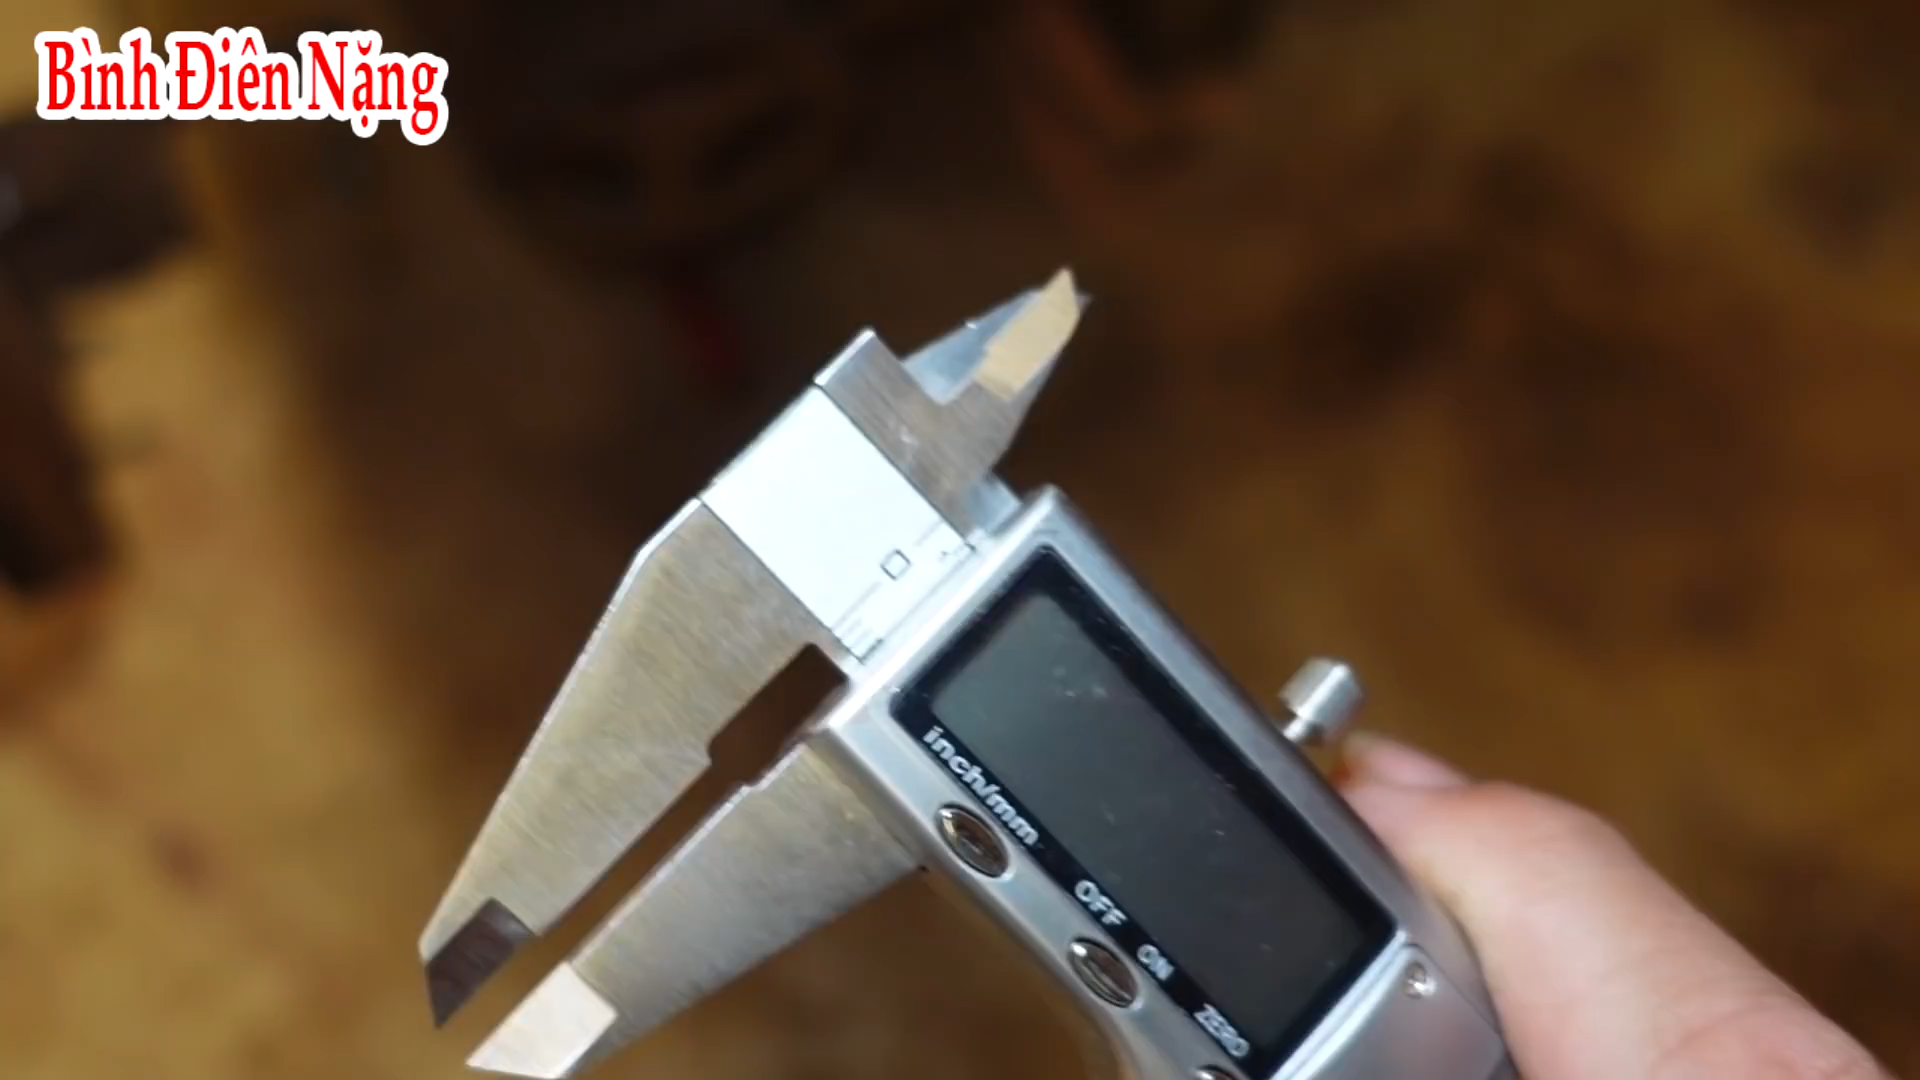 Bình Điên Nặng
inch/mm
OFF
ON
ZERO